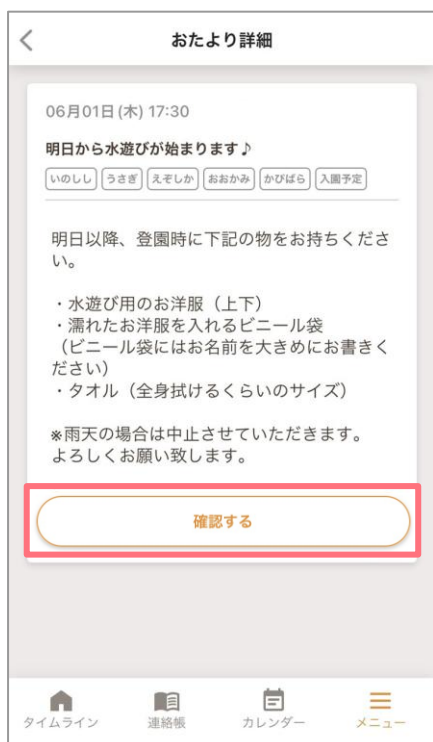 おたより詳細
06月01日(木) 17:30
明日から水遊びが始まります♪
いのしし うさぎ えぞしか おおかみ かぴばら 入園予定
明日以降、登園時に下記の物をお持ちくださ
い。
・水遊び用のお洋服（上下）
・濡れたお洋服を入れるビニール袋
（ビニール袋にはお名前を大きめにお書きく
ださい）
・タオル（全身拭けるくらいのサイズ）
※雨天の場合は中止させていただきます。
よろしくお願い致します。
確認する
タイムライン 連絡帳 カレンダー メニュー